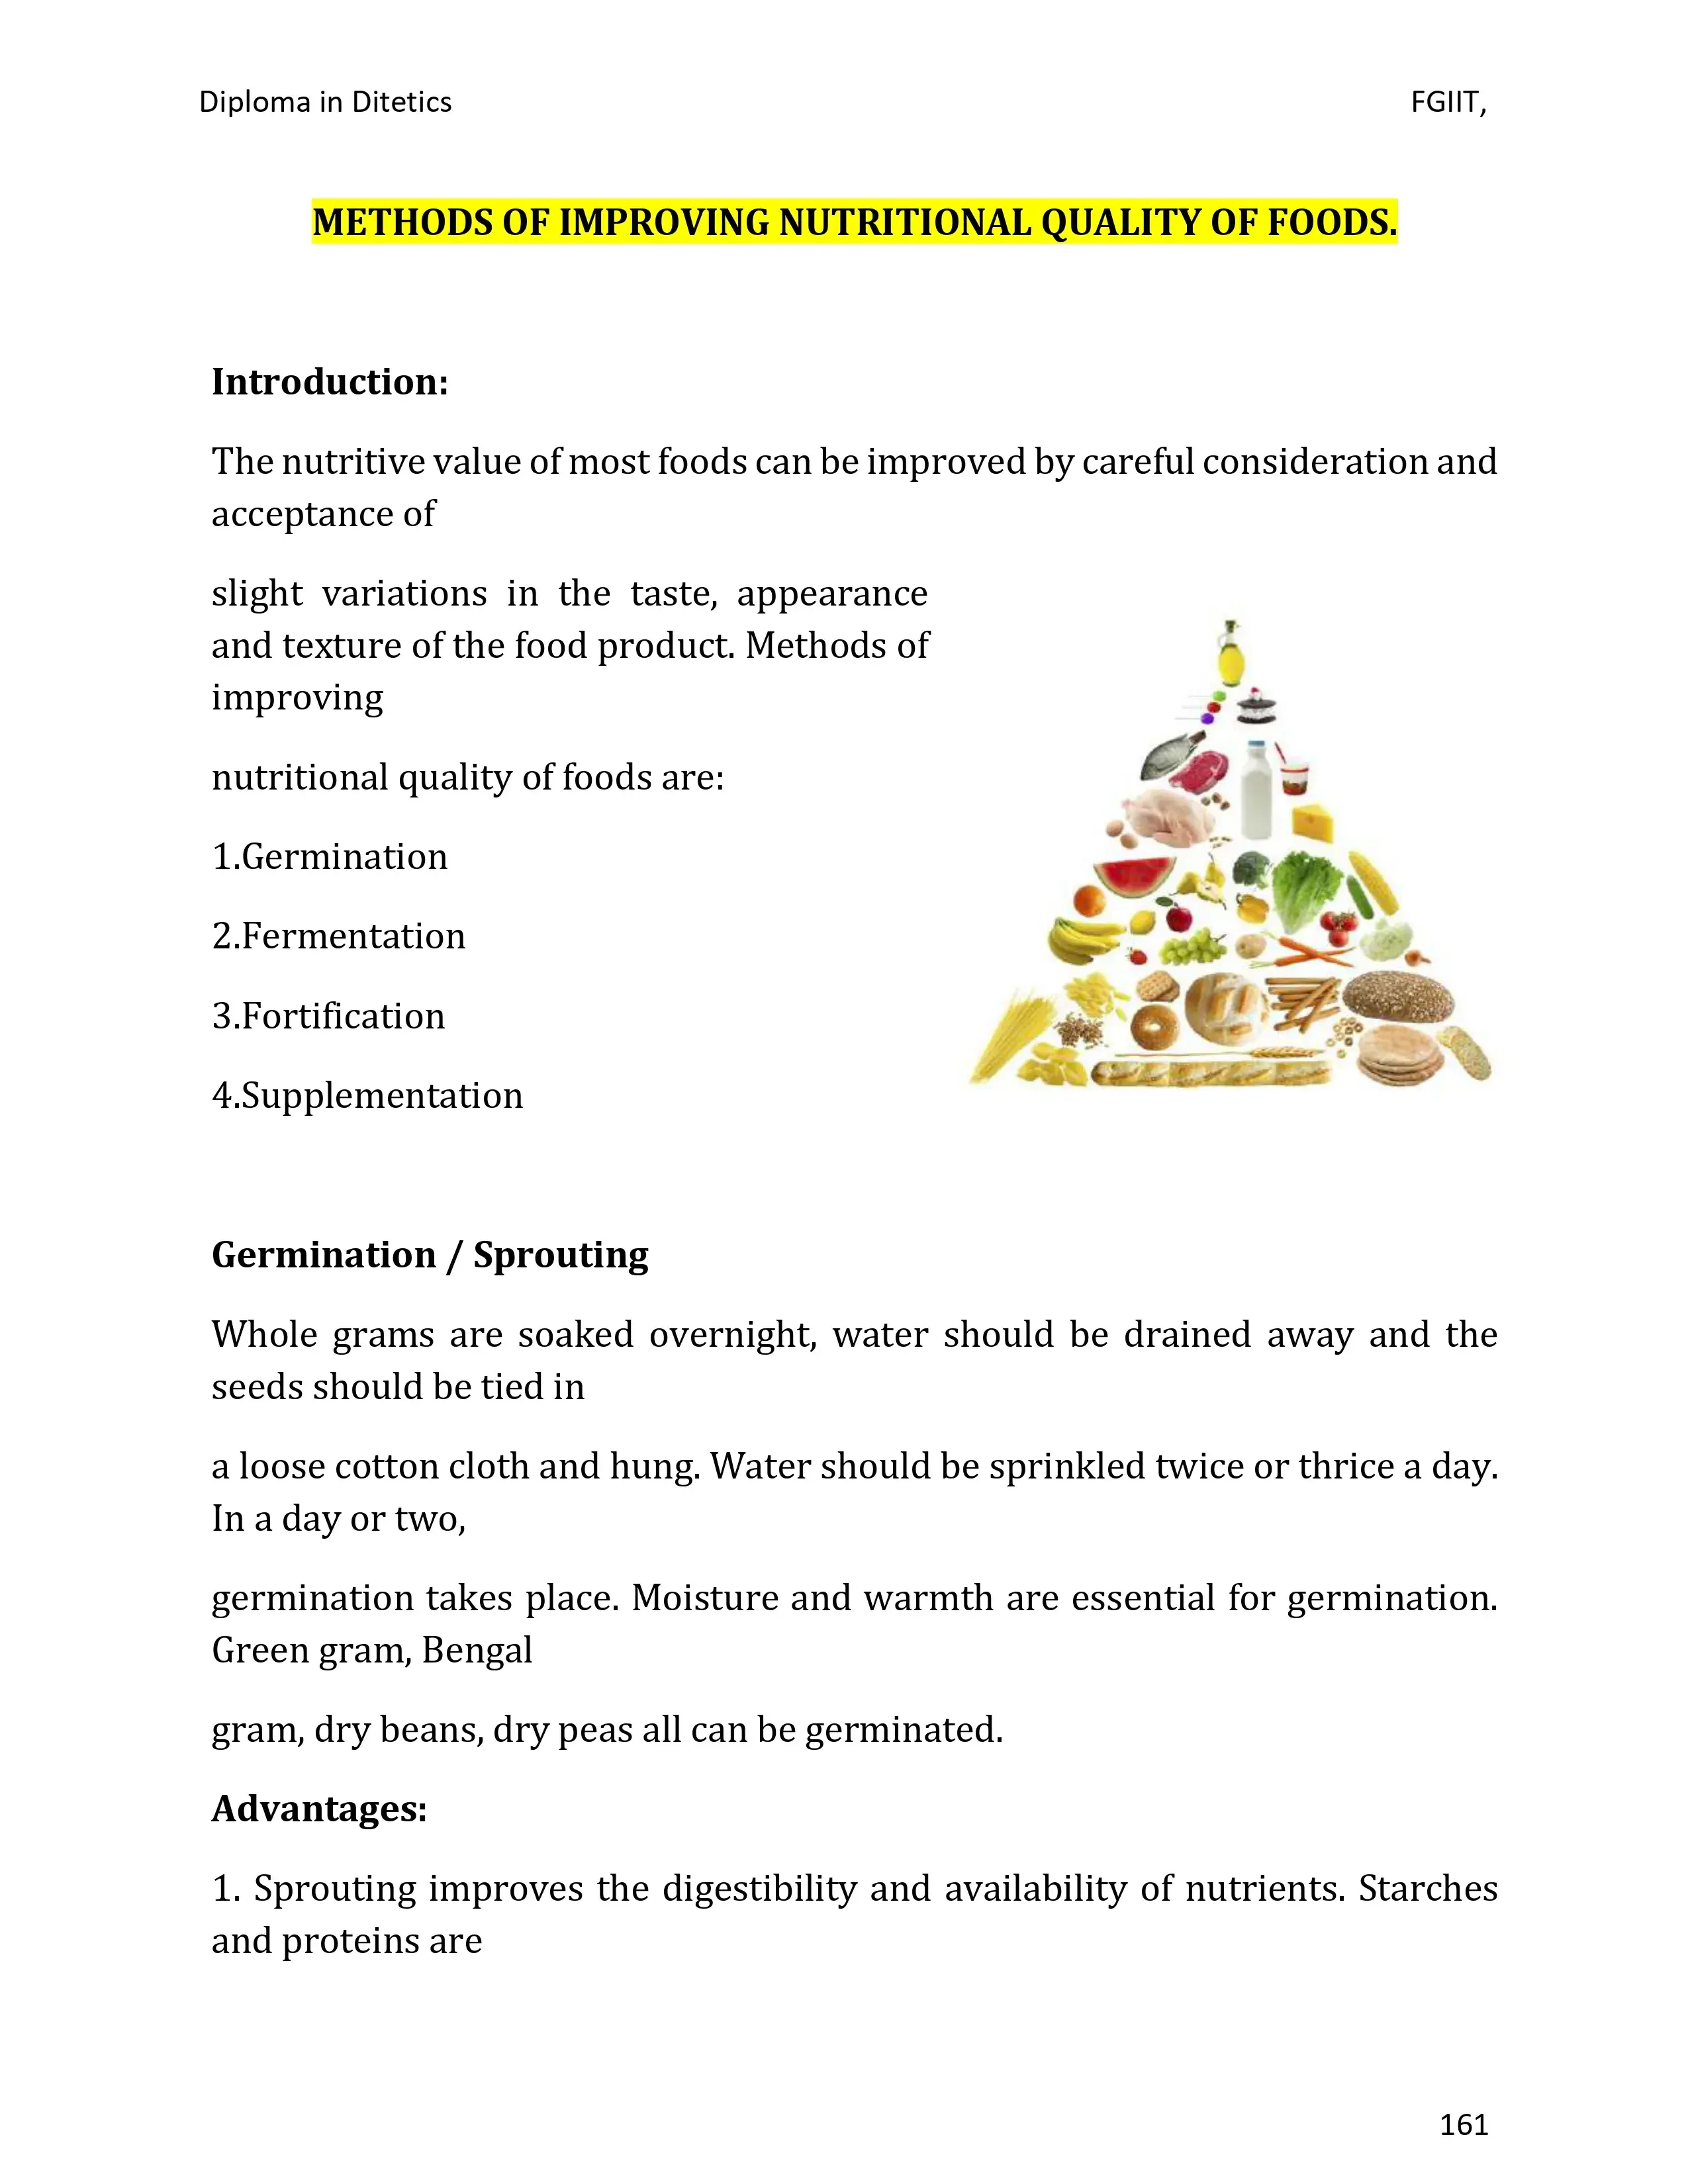 Diploma in Ditetics FGIIT,
METHODS OF IMPROVING NUTRITIONAL QUALITY OF FOODS.
Introduction:
The nutritive value of most foods can be improved by careful consideration and
acceptance of
slight variations in the taste, appearance
and texture of the food product. Methods of
improving
nutritional quality of foods are:
1.Germination
2.Fermentation
3.Fortification
4.Supplementation
Germination / Sprouting
Whole grams are soaked overnight, water should be drained away and the
seeds should be tied in
a loose cotton cloth and hung. Water should be sprinkled twice or thrice a day.
In a day or two,
germination takes place. Moisture and warmth are essential for germination.
Green gram, Bengal
gram, dry beans, dry peas all can be germinated.
Advantages:
1. Sprouting improves the digestibility and availability of nutrients. Starches
and proteins are
161